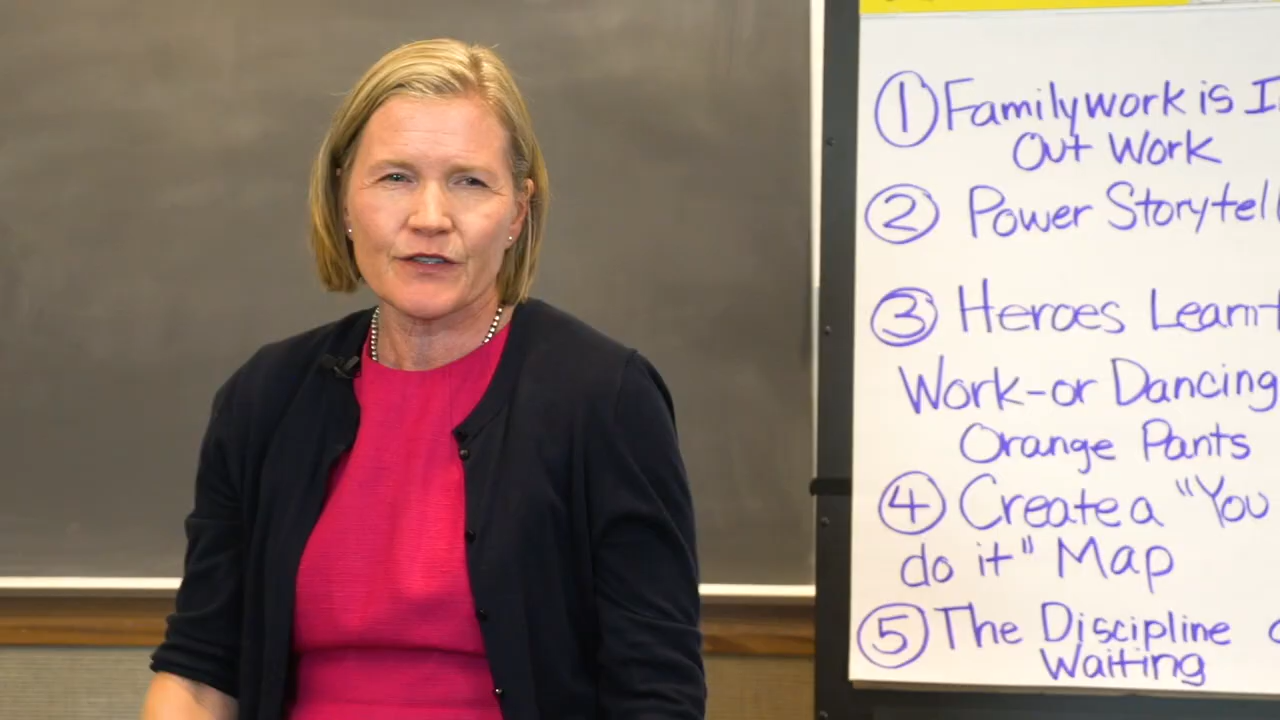 ① Familywork is I
Out Work
② Power Storytell
③ Heroes Learn
Work-or Dancing
Orange Pants
④ Create a "You
do it" Map
⑤ The Discipline
Waiting